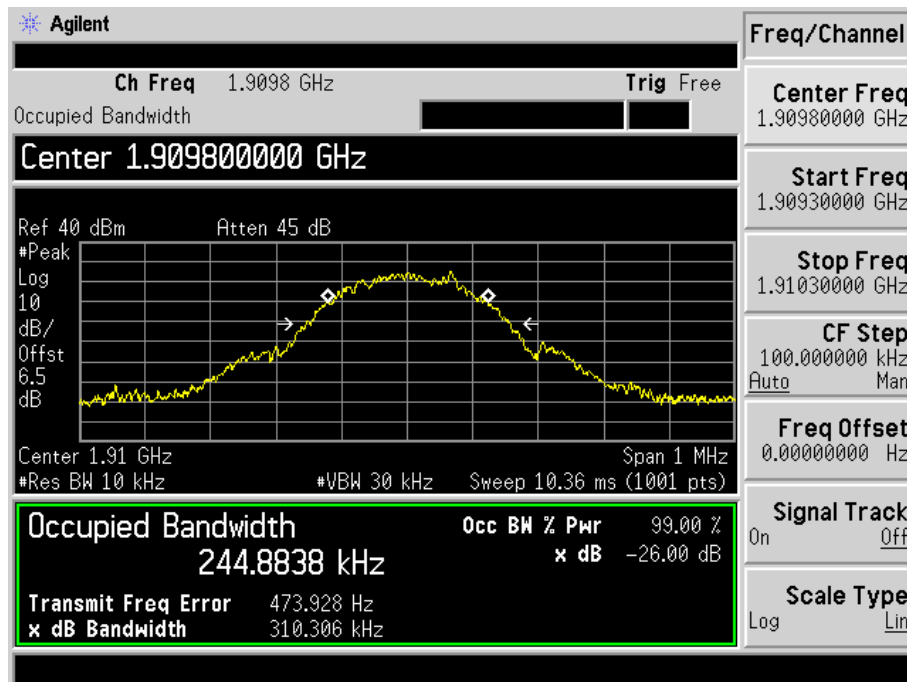 Agilent
Freq/Channel
Ch Freq 1.9098 GHz Trig Free
Occupied Bandwidth
Center 1.909800000 GHz
Ref 40 dBm Atten 45 dB
#Peak
Log
10
dB/
Offst
6.5
dB
Center 1.91 GHz Span 1 MHz
#Res BW 10 kHz #VBW 30 kHz Sweep 10.36 ms (1001 pts)
Occupied Bandwidth Occ BW % Pwr 99.00 %
244.8838 kHz x dB -26.00 dB
Transmit Freq Error 473.928 Hz
x dB Bandwidth 310.306 kHz
Center Freq
1.90980000 GHz
Start Freq
1.90930000 GHz
Stop Freq
1.91030000 GHz
CF Step
100.000000 kHz
Auto Man
Freq Offset
0.00000000 Hz
Signal Track
On Off
Scale Type
Log Lin